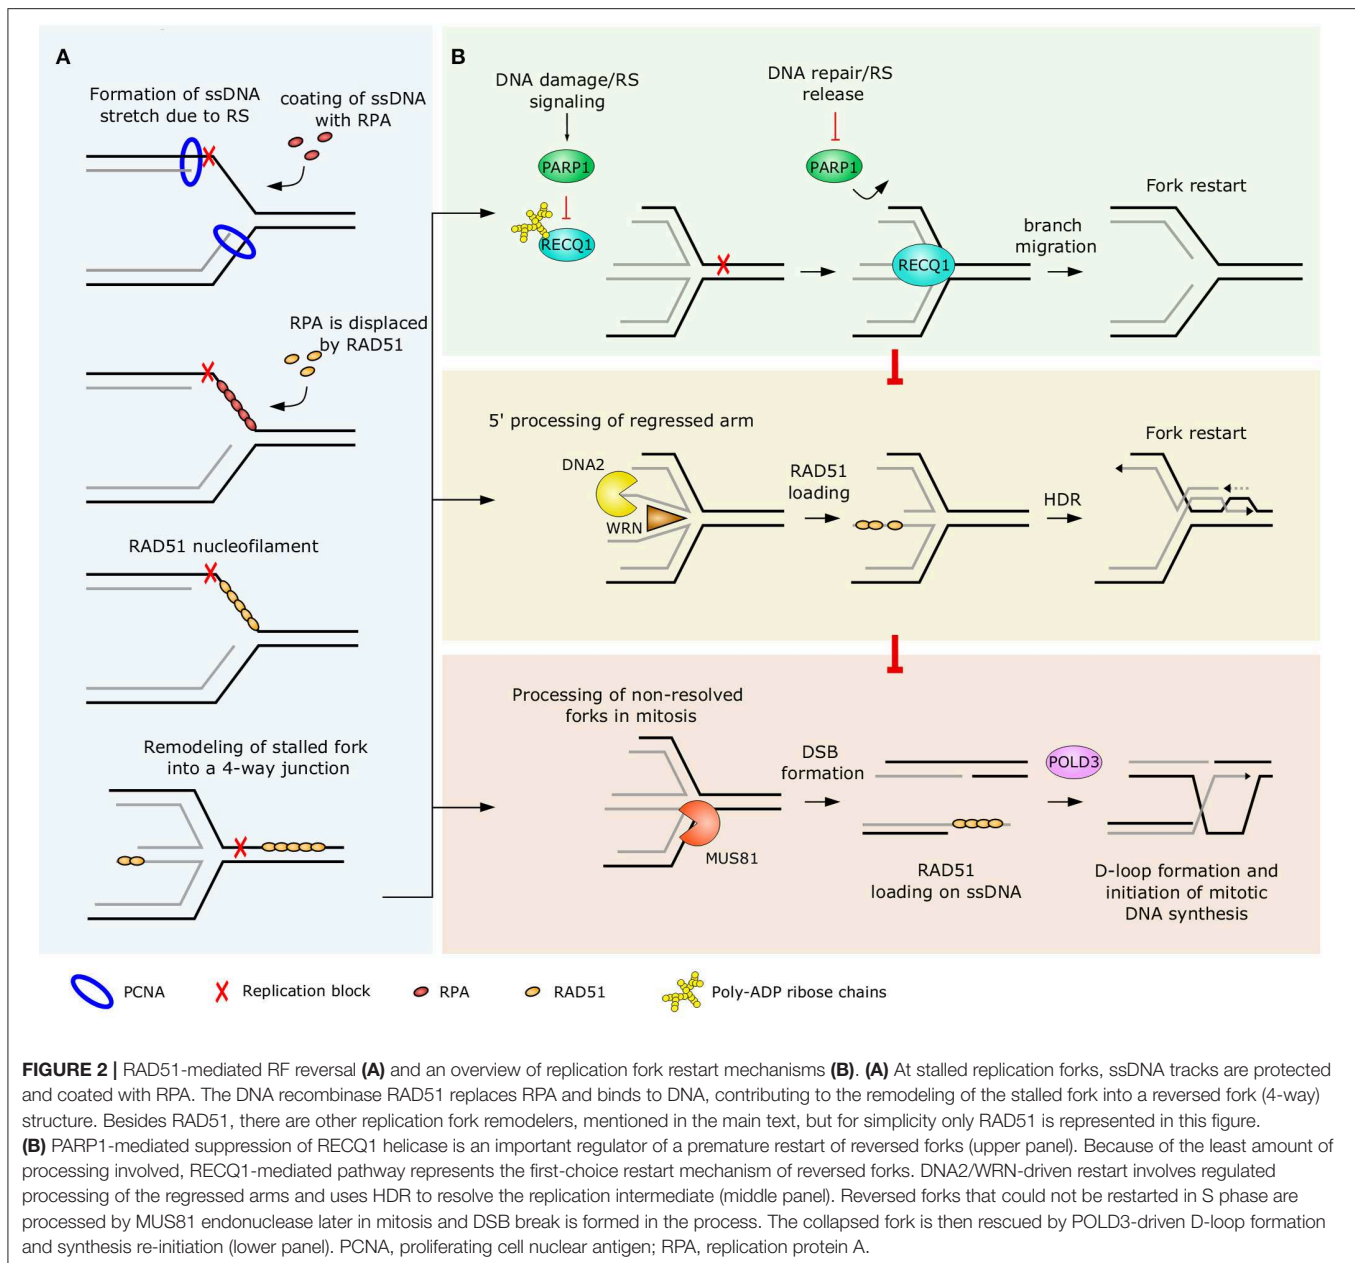 A
Formation of ssDNA
stretch due to RS
coating of ssDNA
with RPA
RPA is displaced
by RAD51
RAD51 nucleofilament
Remodeling of stalled fork
into a 4-way junction
B
DNA damage/RS
signaling
PARP1
RECQ1
DNA repair/RS
release
PARP1
RECQ1
branch
migration
Fork restart
5' processing of regressed arm
DNA2
WRN
RAD51
loading
HDR
Fork restart
Processing of non-resolved
forks in mitosis
MUS81
DSB
formation
RAD51
loading on ssDNA
POLD3
D-loop formation and
initiation of mitotic
DNA synthesis
PCNA
Replication block
RPA
RAD51
Poly-ADP ribose chains
FIGURE 2 | RAD51-mediated RF reversal (A) and an overview of replication fork restart mechanisms (B). (A) At stalled replication forks, ssDNA tracks are protected
and coated with RPA. The DNA recombinase RAD51 replaces RPA and binds to DNA, contributing to the remodeling of the stalled fork into a reversed fork (4-way)
structure. Besides RAD51, there are other replication fork remodelers, mentioned in the main text, but for simplicity only RAD51 is represented in this figure.
(B) PARP1-mediated suppression of RECQ1 helicase is an important regulator of a premature restart of reversed forks (upper panel). Because of the least amount of
processing involved, RECQ1-mediated pathway represents the first-choice restart mechanism of reversed forks. DNA2/WRN-driven restart involves regulated
processing of the regressed arms and uses HDR to resolve the replication intermediate (middle panel). Reversed forks that could not be restarted in S phase are
processed by MUS81 endonuclease later in mitosis and DSB break is formed in the process. The collapsed fork is then rescued by POLD3-driven D-loop formation
and synthesis re-initiation (lower panel). PCNA, proliferating cell nuclear antigen; RPA, replication protein A.